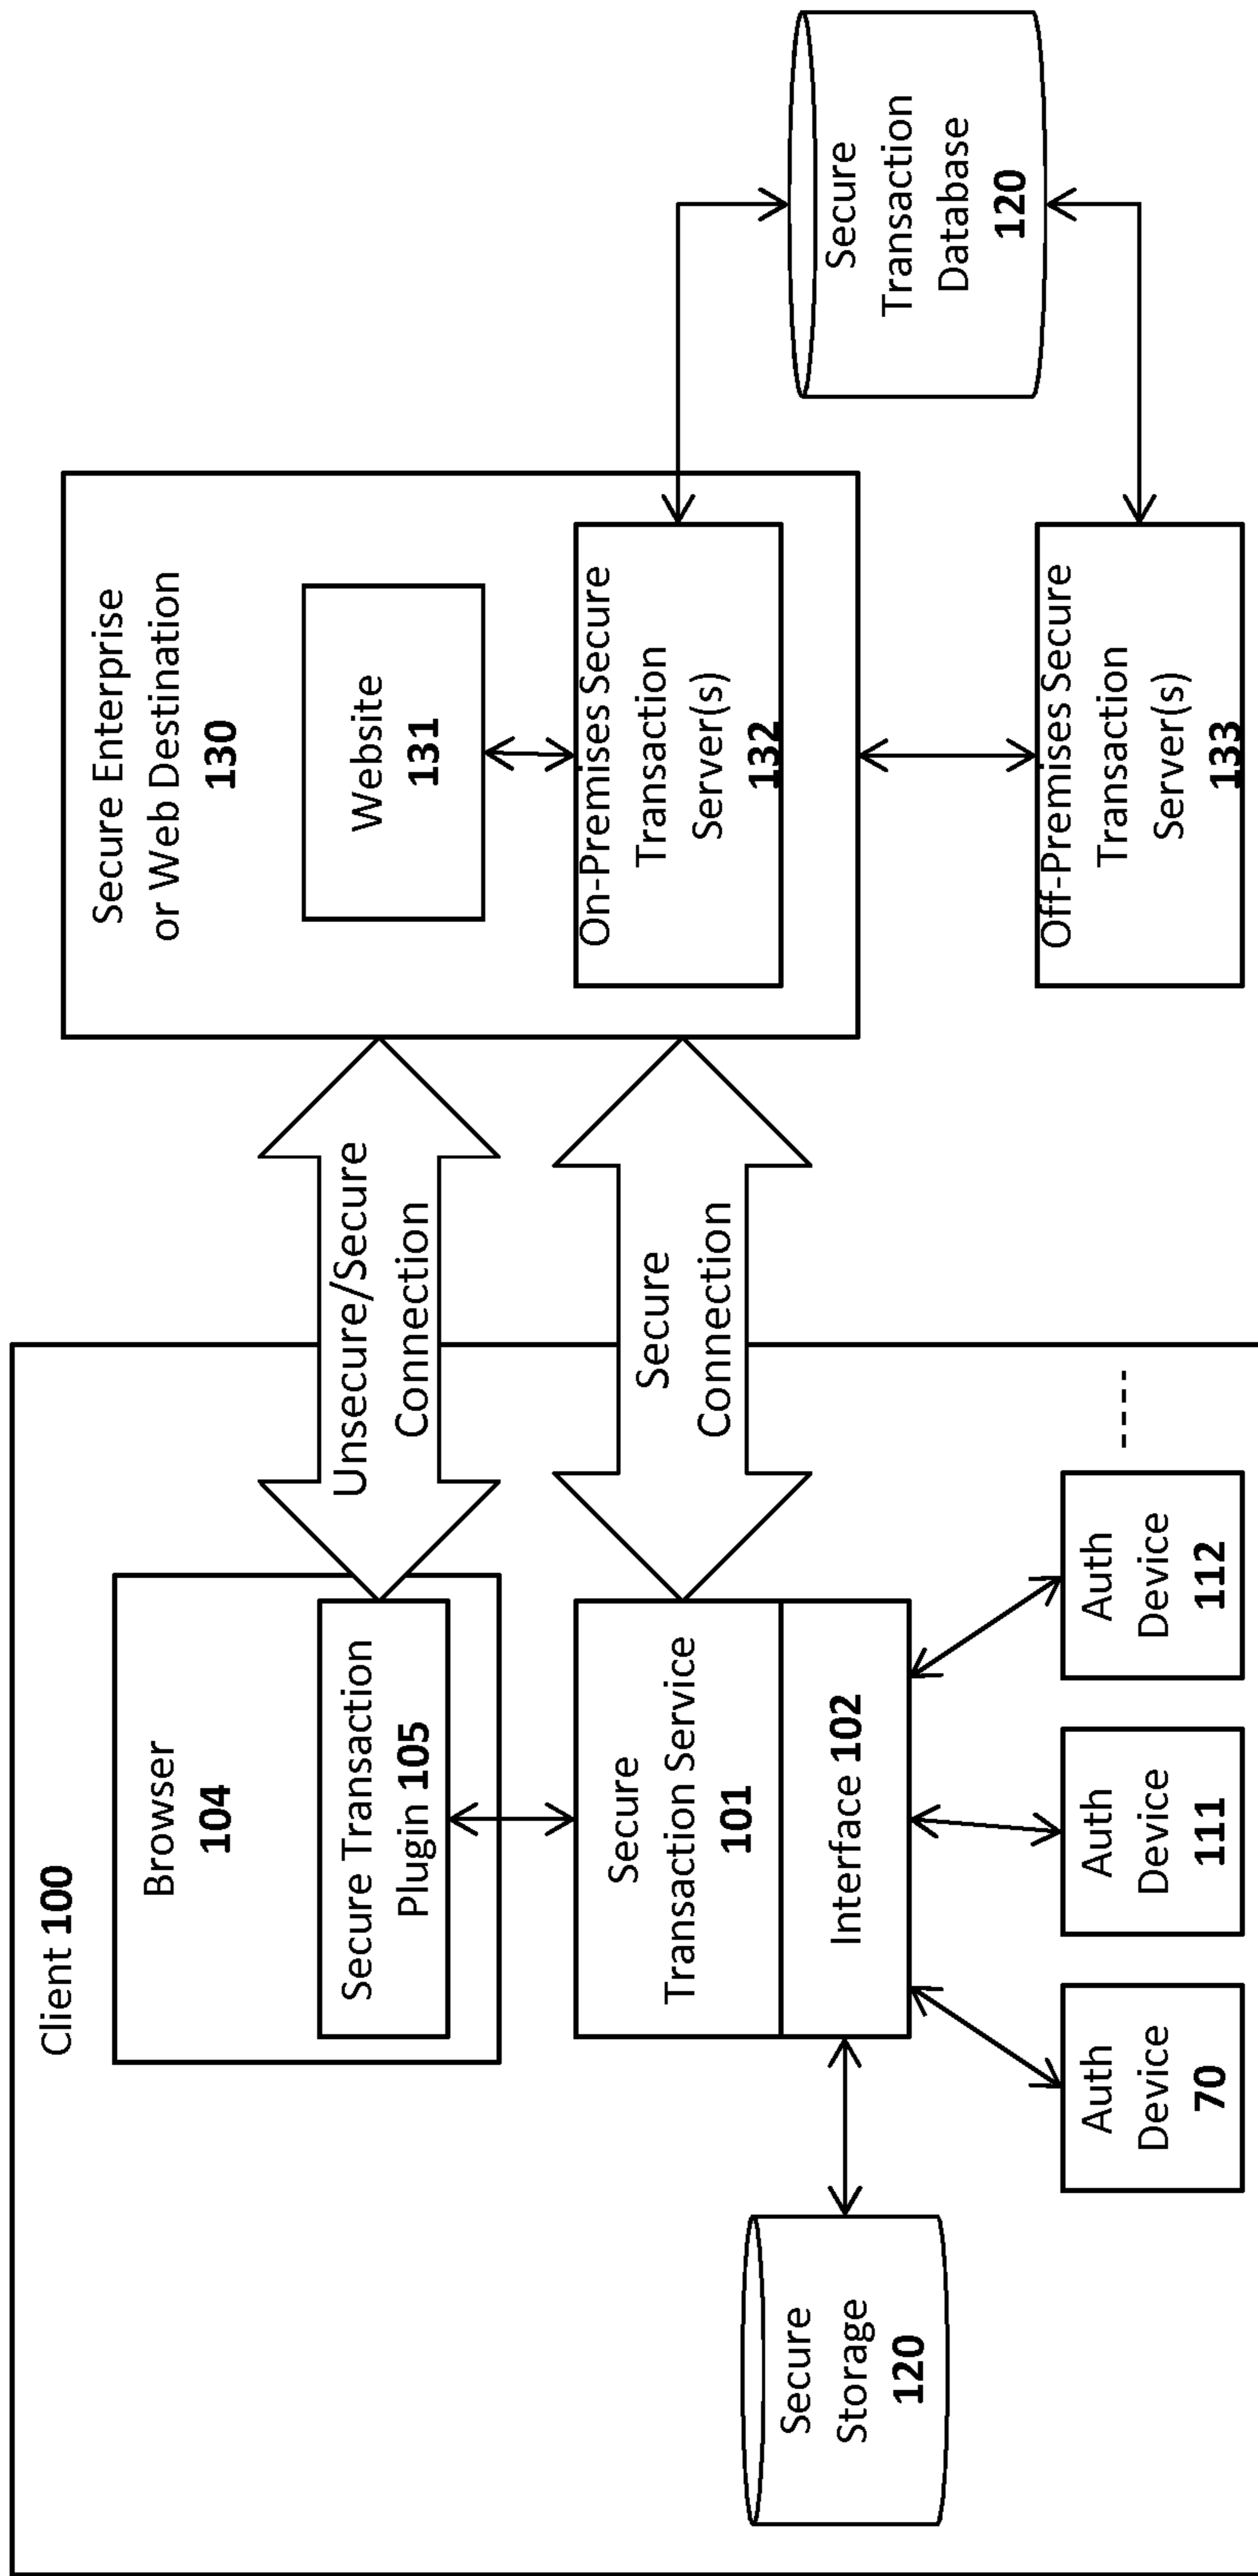 Client 100
Browser
104
Secure Transaction
Plugin 105
Secure
Transaction Service
101
Interface 102
Secure
Storage
120
Auth
Device
70
Auth
Device
111
Auth
Device
112
Unsecure/Secure
Connection
Secure
Connection
Secure Enterprise
or Web Destination
130
Website
131
On-Premises Secure
Transaction
Server(s)
132
Off-Premises Secure
Transaction
Server(s)
133
Secure
Transaction
Database
120